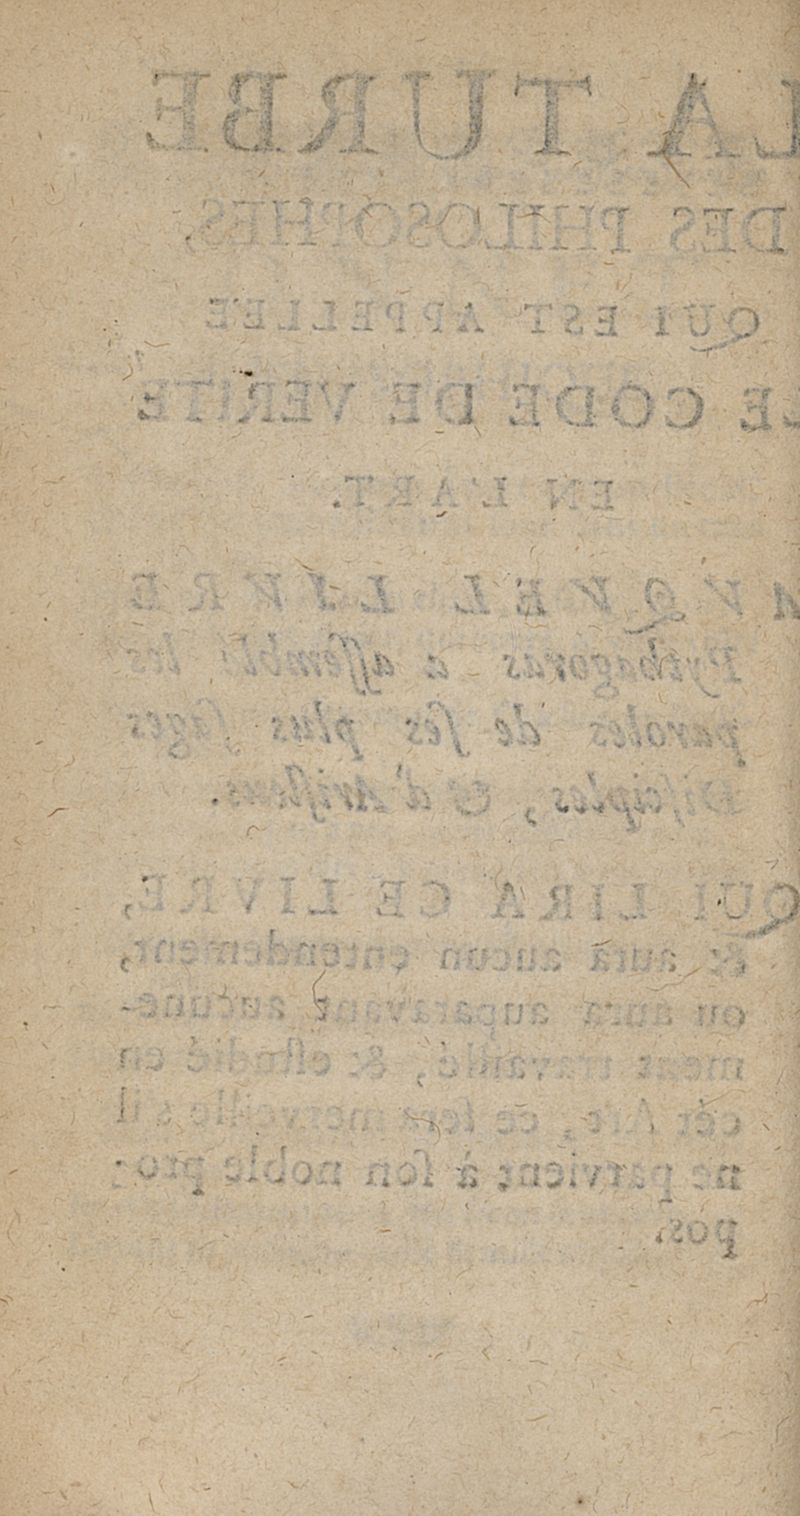 LA TURBE
DES PHILOSOPHES,
QUI EST APPELLE'E
LE CODE DE VERITE
EN L'ART.
AUQUEL LIVRE
Pythagoras a assemblé les
paroles de ses plus sages
Disciples, & d'Arisleus.
QUI LIRA CE LIVRE,
& aura aucun entendement,
ou aura auparavant aucune-
ment travaillé, & estudié en
cét Art, ce sera merveille s'il
ne parvient à son noble pro-
pos.